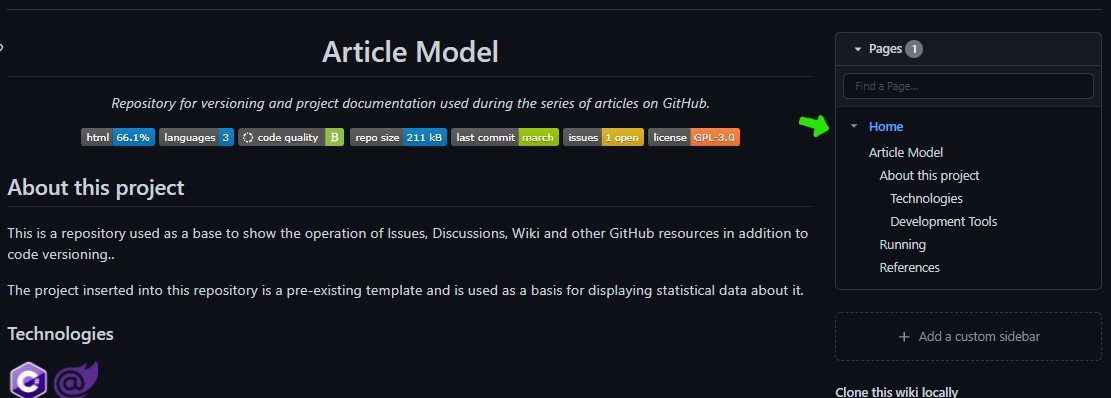 Article Model
Repository for versioning and project documentation used during the series of articles on GitHub.
html 66.1% languages 3 code quality B repo size 211 kB last commit march issues 1 open license GPL-3.0
About this project
This is a repository used as a base to show the operation of Issues, Discussions, Wiki and other GitHub resources in addition to
code versioning..
The project inserted into this repository is a pre-existing template and is used as a basis for displaying statistical data about it.
Technologies
C# @
Pages 1
Find a Page...
Home
Article Model
About this project
Technologies
Development Tools
Running
References
+ Add a custom sidebar
Clone this wiki locally